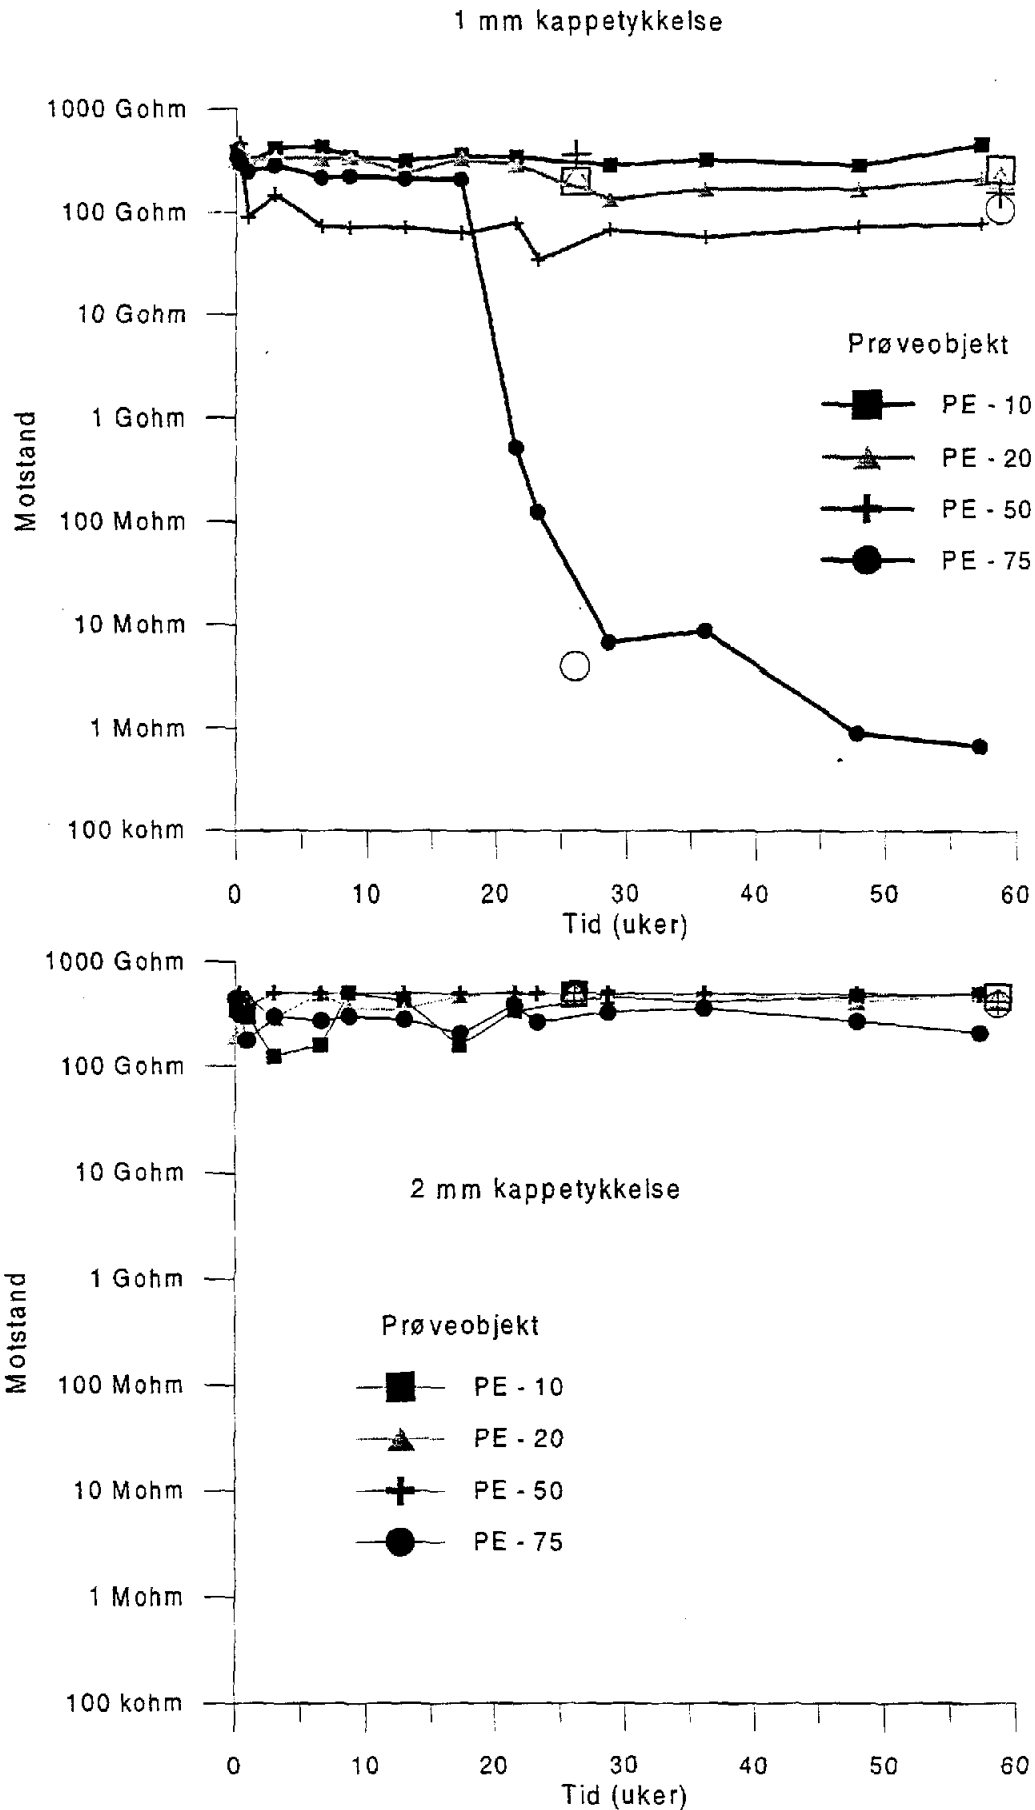 1 mm kappetykkelse
1000 Gohm
100 Gohm
10 Gohm
1 Gohm
100 Mohm
10 Mohm
1 Mohm
100 kohm
Motstand
Prøveobjekt
PE - 10
PE - 20
PE - 50
PE - 75
0 10 20 30 40 50 60
Tid (uker)
1000 Gohm
100 Gohm
10 Gohm
1 Gohm
100 Mohm
10 Mohm
1 Mohm
100 kohm
Motstand
2 mm kappetykkelse
Prøveobjekt
PE - 10
PE - 20
PE - 50
PE - 75
0 10 20 30 40 50 60
Tid (uker)